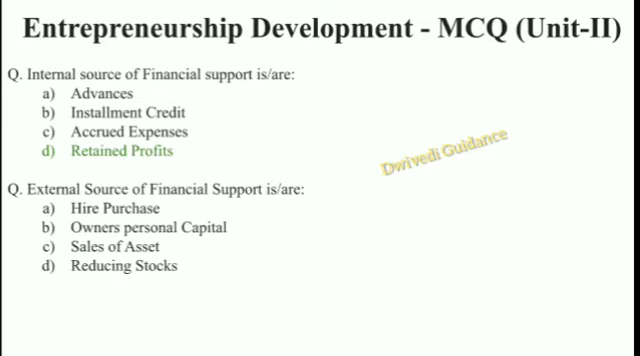 Entrepreneurship Development - MCQ (Unit-II)
Q. Internal source of Financial support is/are:
a) Advances
b) Installment Credit
c) Accrued Expenses
d) Retained Profits
Dwivedi Guidance
Q. External Source of Financial Support is/are:
a) Hire Purchase
b) Owners personal Capital
c) Sales of Asset
d) Reducing Stocks